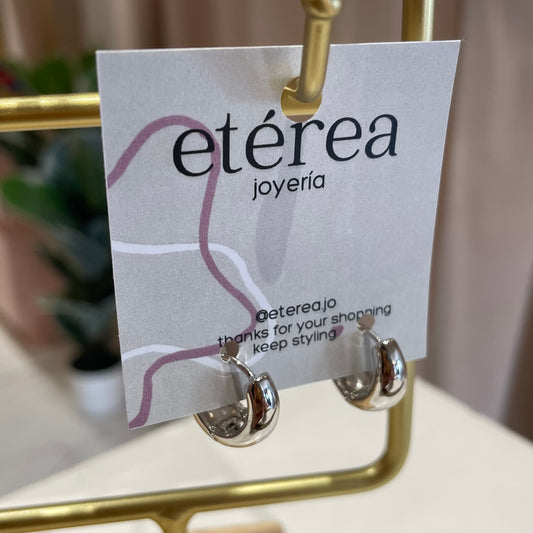 etérea
joyería
@eterea.jo
thanks for your shopping
keep styling